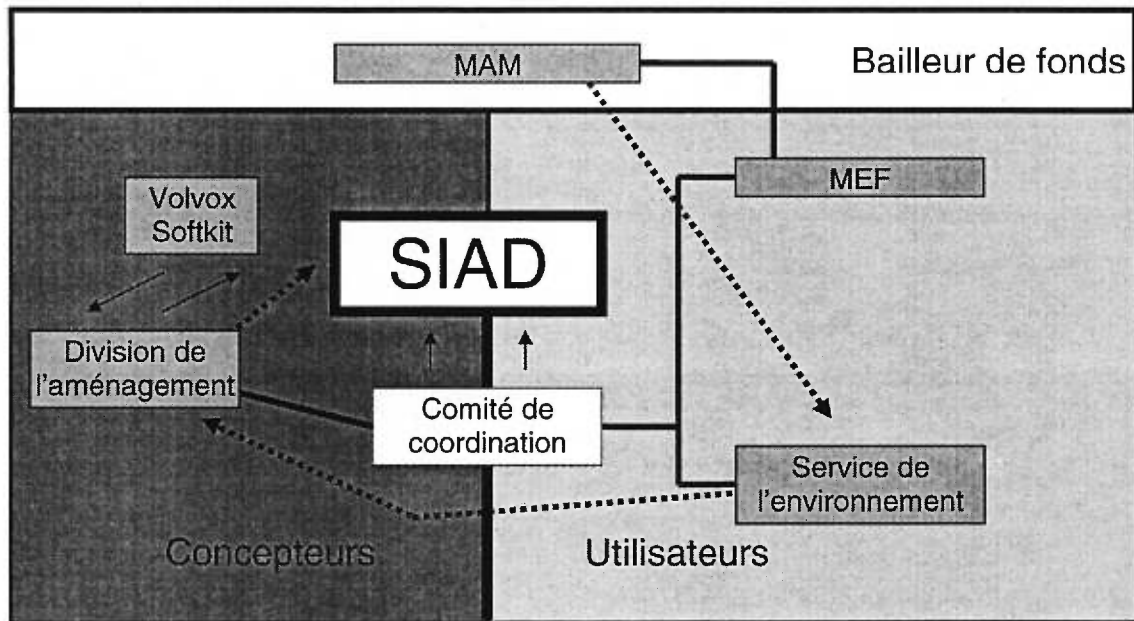 MAM
Bailleur de fonds
MEF
Volvox
Softkit
SIAD
Division de
l'aménagement
Comité de
coordination
Service de
l'environnement
Concepteurs
Utilisateurs